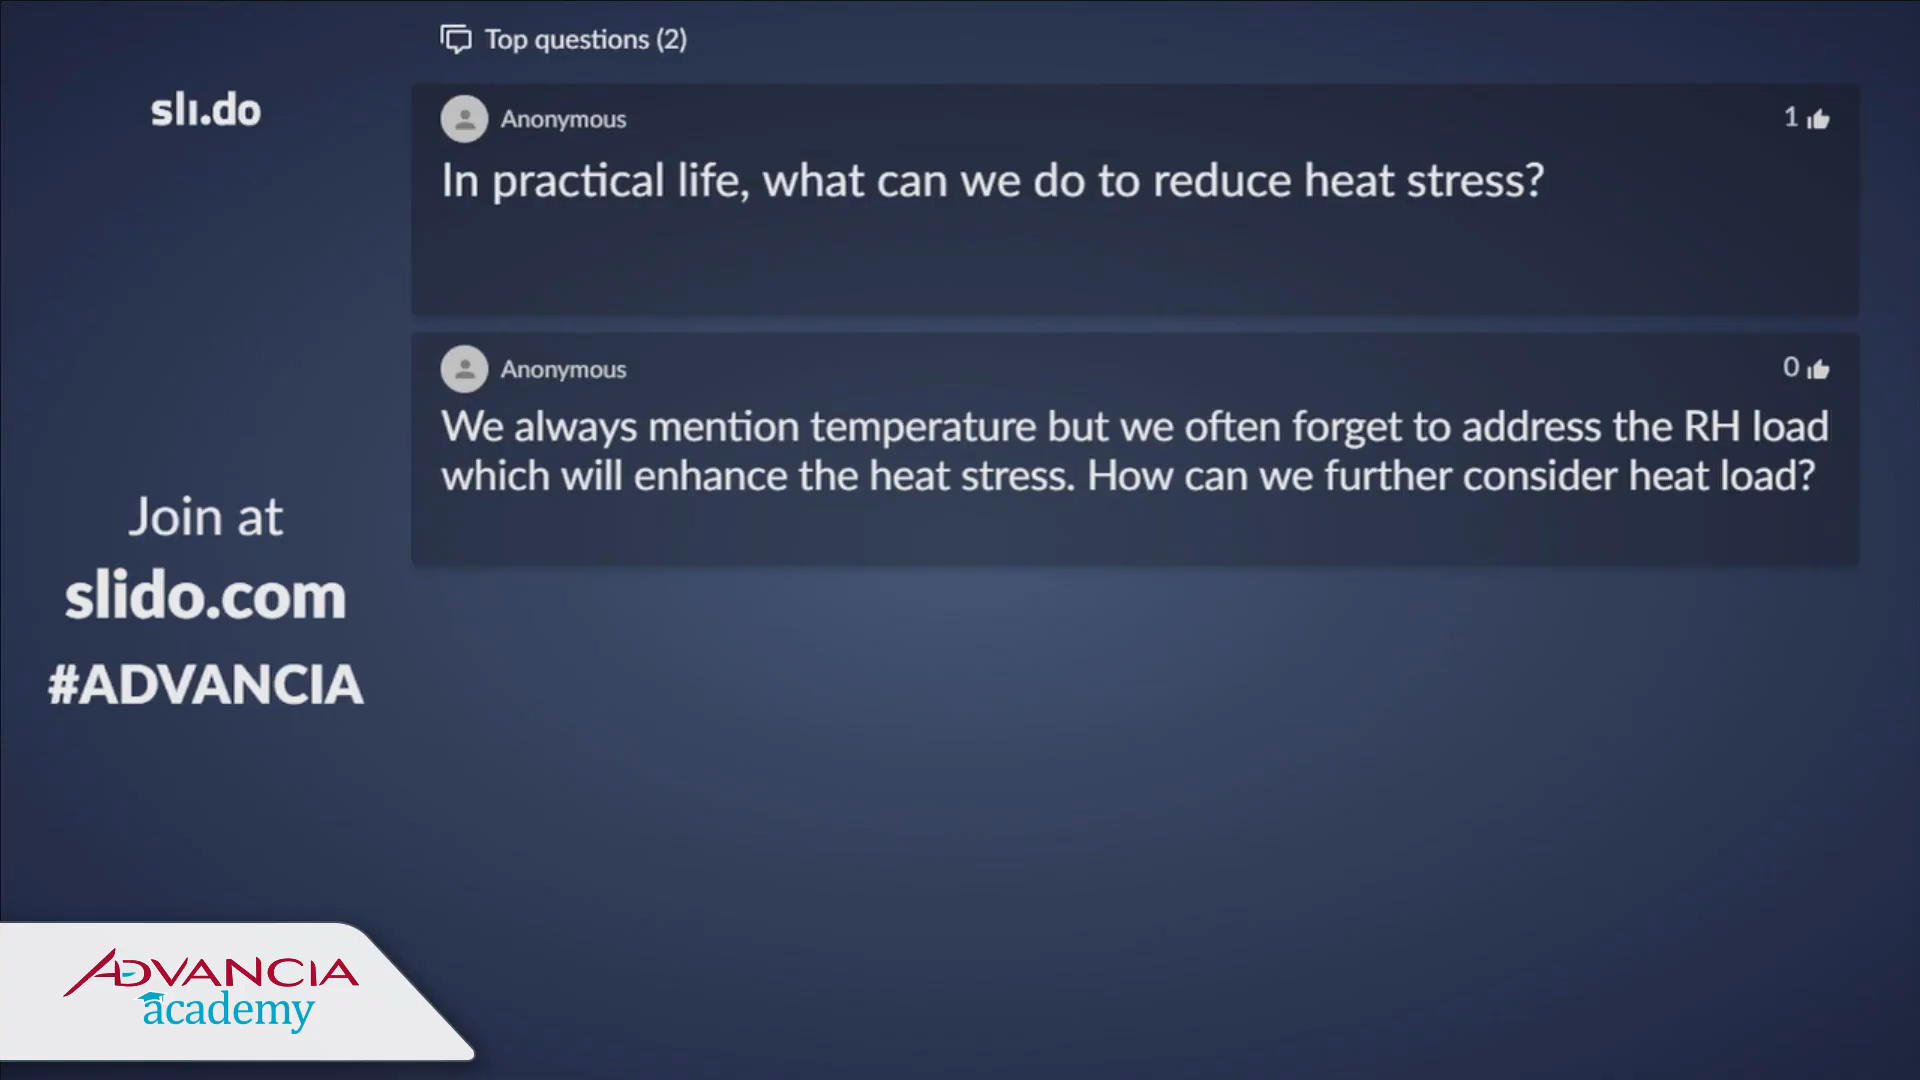 Top questions (2)
sli.do
Anonymous
1
In practical life, what can we do to reduce heat stress?
Anonymous
0
We always mention temperature but we often forget to address the RH load
which will enhance the heat stress. How can we further consider heat load?
Join at
slido.com
#ADVANCIA
ADVANCIA
academy